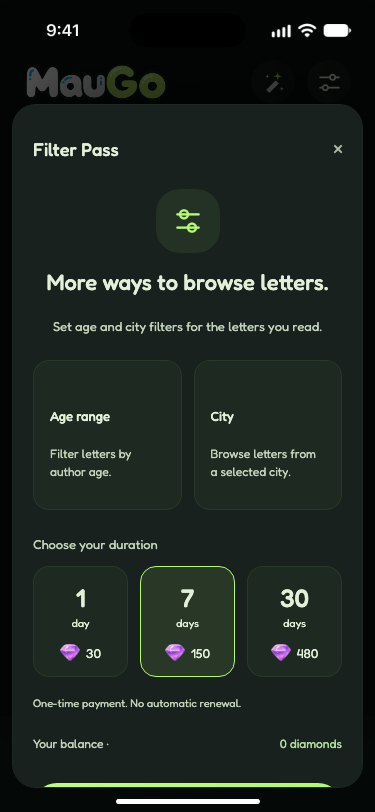 9:41
MauGo
Filter Pass
×
More ways to browse letters.
Set age and city filters for the letters you read.
Age range
Filter letters by
author age.
City
Browse letters from
a selected city.
Choose your duration
1
day
30
7
days
150
30
days
480
One-time payment. No automatic renewal.
Your balance ·
0 diamonds